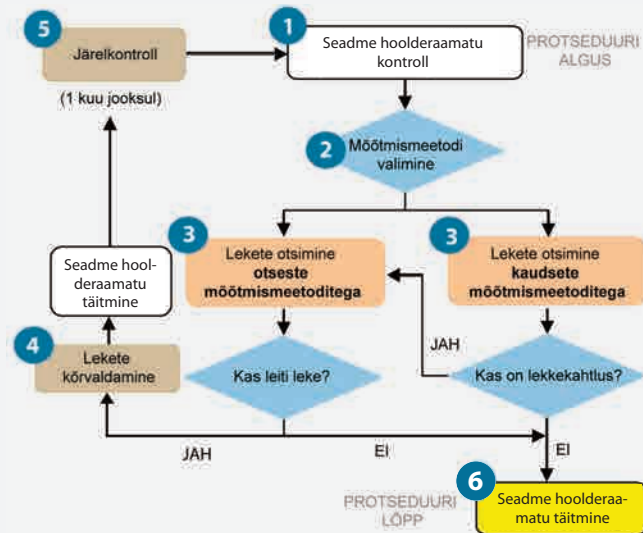 5
Järelkontroll
(1 kuu jooksul)
1
Seadme hoolderaamatu
kontroll
PROTSEDUURI
ALGUS
2
Mõõtmismeetodi
valimine
3
Lekete otsimine
otseste
mõõtmismeetoditega
3
Lekete otsimine
kaudsete
mõõtmismeetoditega
Seadme hool-
deraamatu
täitmine
4
Lekete
kõrvaldamine
Kas leiti leke?
JAH
Kas on lekkekahtlus?
JAH
EI
EI
PROTSEDUURI
LÕPP
6
Seadme hooldera-
amatu täitmine